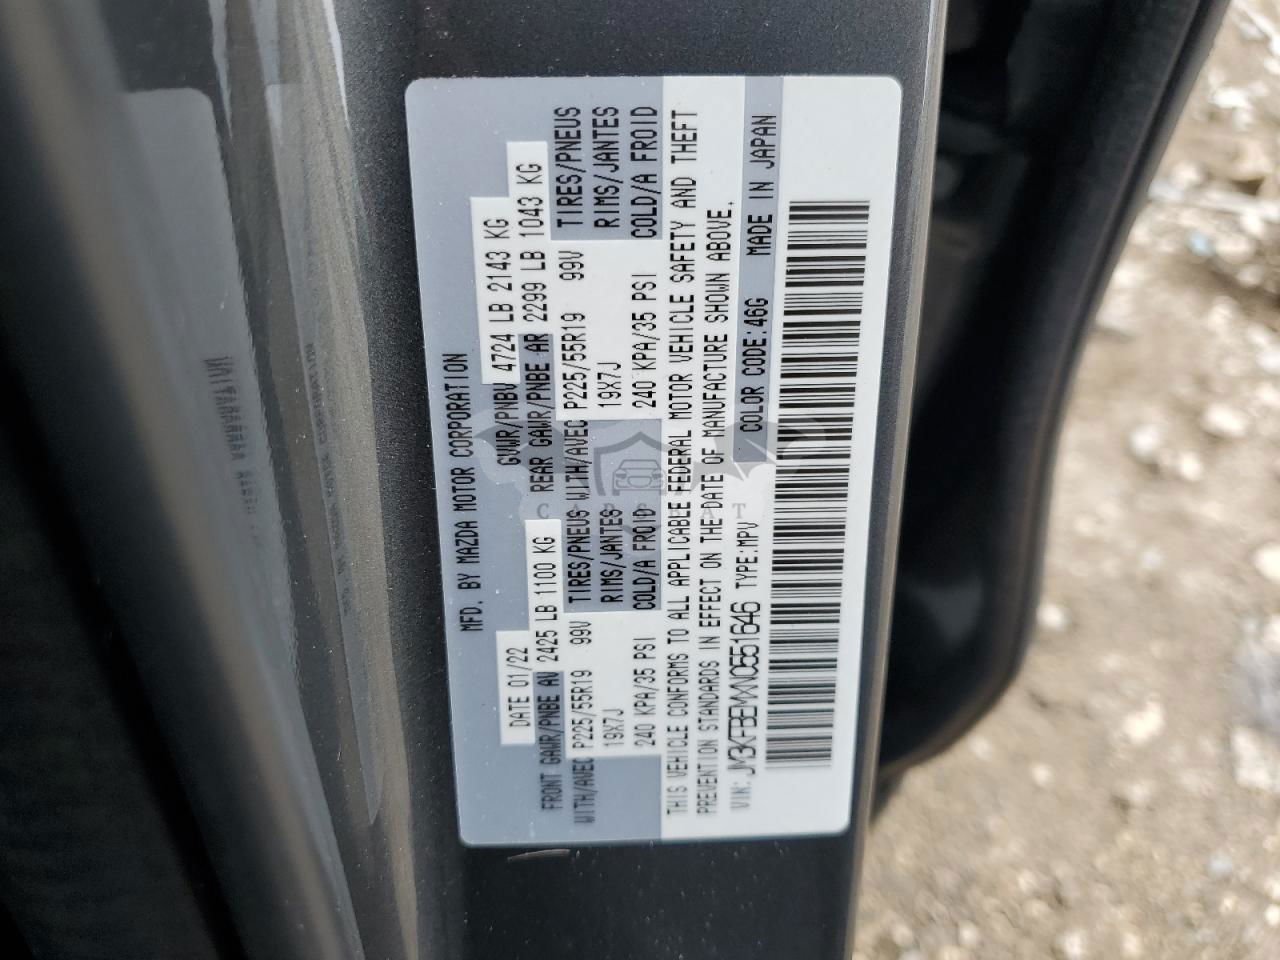 MFD. BY MAZDA MOTOR CORPORATION
DATE 01/22 GVWR/PNBV 4724 LB 2143 KG
FRONT GAWR/PNBE AV 2425 LB 1100 KG REAR GAWR/PNBE AR 2299 LB 1043 KG
WITH/AVEC P225/55R19 99V TIRES/PNEUS WITH/AVEC P225/55R19 99V TIRES/PNEUS
19X7J RIMS/JANTES 19X7J RIMS/JANTES
240 KPA/35 PSI COLD/A FROID 240 KPA/35 PSI COLD/A FROID
THIS VEHICLE CONFORMS TO ALL APPLICABLE FEDERAL MOTOR VEHICLE SAFETY AND THEFT
PREVENTION STANDARDS IN EFFECT ON THE DATE OF MANUFACTURE SHOWN ABOVE.
VIN: JM3KFBEMXN0551646 TYPE:MPV COLOR CODE:46G MADE IN JAPAN